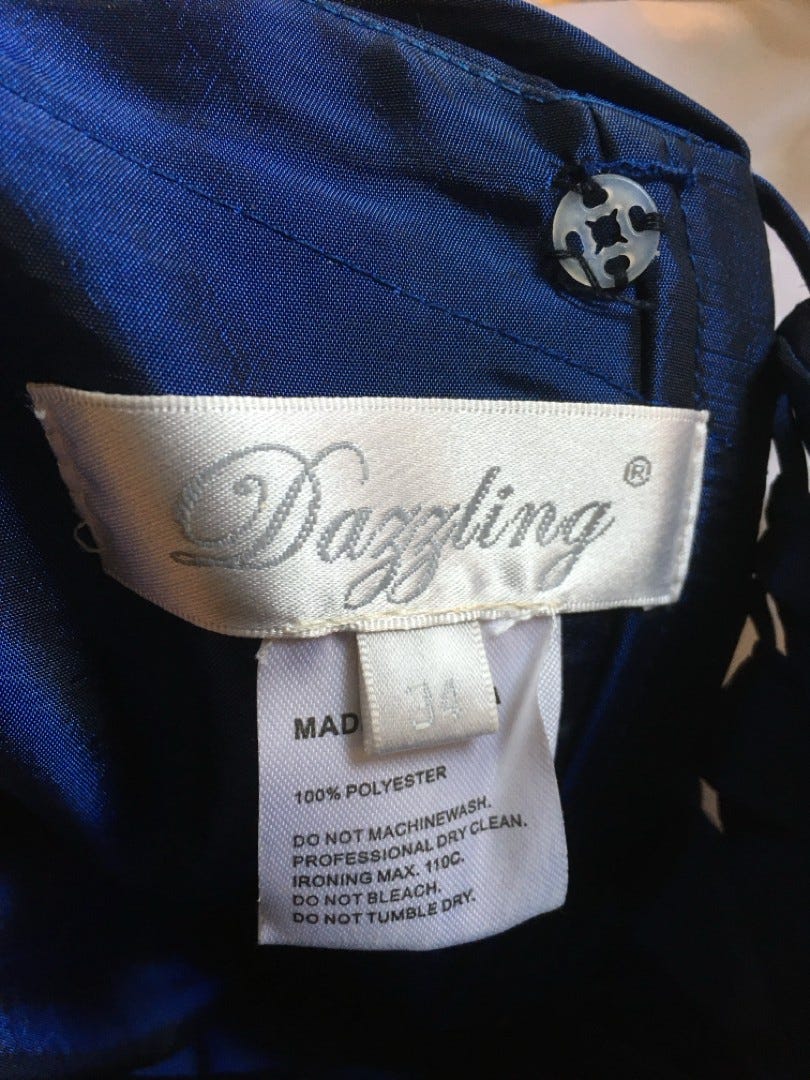 Dazzling®
34
MAD
100% POLYESTER
DO NOT MACHINEWASH.
PROFESSIONAL DRY CLEAN.
IRONING MAX. 110C.
DO NOT BLEACH.
DO NOT TUMBLE DRY.